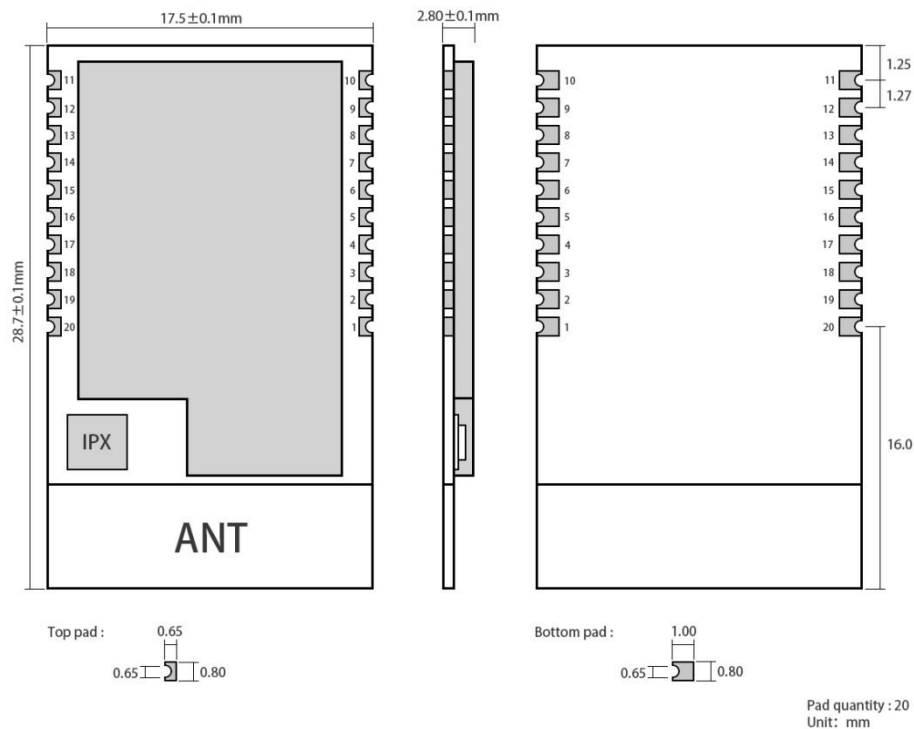 17.5±0.1mm
2.80±0.1mm
28.7±0.1mm
11 10
12 9
13 8
14 7
15 6
16 5
17 4
18 3
19 2
20 1
IPX
ANT
10 11
9 12
8 13
7 14
6 15
5 16
4 17
3 18
2 19
1 20
1.25
1.27
16.0
Top pad : 0.65
0.65 0.80
Bottom pad : 1.00
0.65 0.80
Pad quantity : 20
Unit: mm